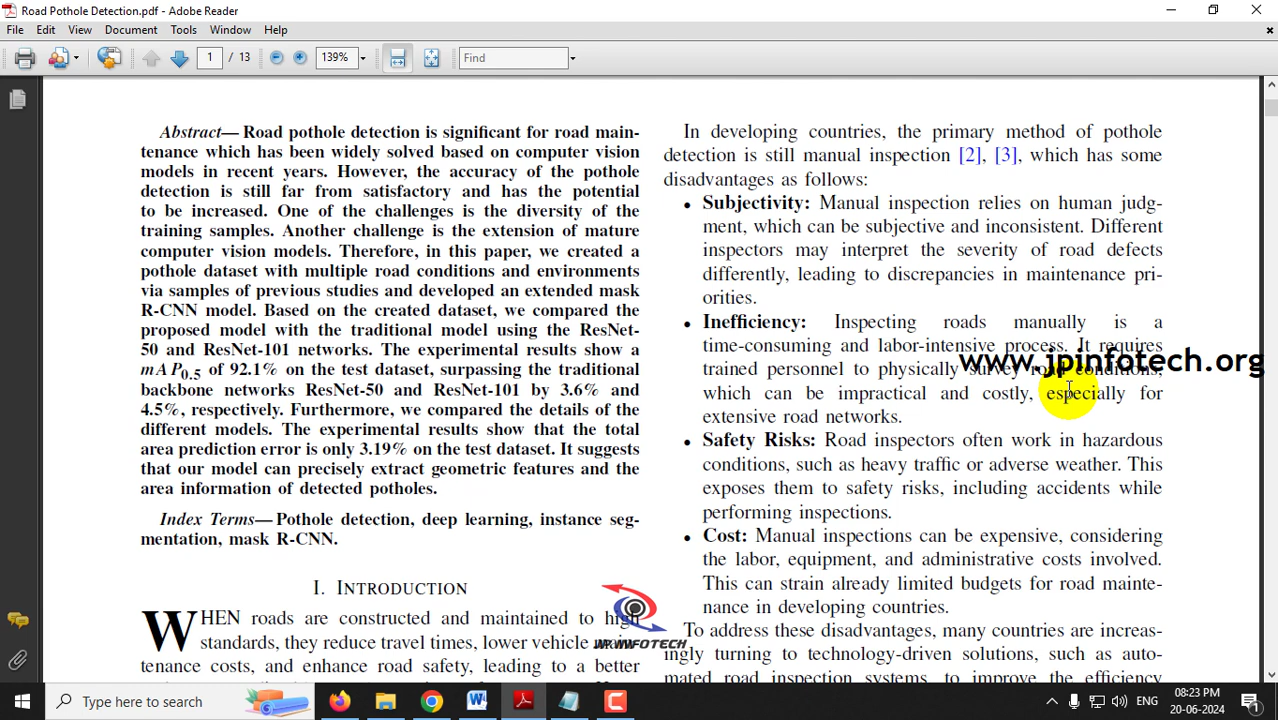 Road Pothole Detection.pdf - Adobe Reader
File Edit View Document Tools Window Help
1 / 13 139% Find
Abstract— Road pothole detection is significant for road main-
tenance which has been widely solved based on computer vision
models in recent years. However, the accuracy of the pothole
detection is still far from satisfactory and has the potential
to be increased. One of the challenges is the diversity of the
training samples. Another challenge is the extension of mature
computer vision models. Therefore, in this paper, we created a
pothole dataset with multiple road conditions and environments
via samples of previous studies and developed an extended mask
R-CNN model. Based on the created dataset, we compared the
proposed model with the traditional model using the ResNet-
50 and ResNet-101 networks. The experimental results show a
mAP0.5 of 92.1% on the test dataset, surpassing the traditional
backbone networks ResNet-50 and ResNet-101 by 3.6% and
4.5%, respectively. Furthermore, we compared the details of the
different models. The experimental results show that the total
area prediction error is only 3.19% on the test dataset. It suggests
that our model can precisely extract geometric features and the
area information of detected potholes.
Index Terms— Pothole detection, deep learning, instance seg-
mentation, mask R-CNN.
I. INTRODUCTION
WHEN roads are constructed and maintained to high
standards, they reduce travel times, lower vehicle main-
tenance costs, and enhance road safety, leading to a better
In developing countries, the primary method of pothole
detection is still manual inspection [2], [3], which has some
disadvantages as follows:
• Subjectivity: Manual inspection relies on human judg-
ment, which can be subjective and inconsistent. Different
inspectors may interpret the severity of road defects
differently, leading to discrepancies in maintenance pri-
orities.
• Inefficiency: Inspecting roads manually is a
time-consuming and labor-intensive process. It requires
trained personnel to physically survey road conditions,
which can be impractical and costly, especially for
extensive road networks.
• Safety Risks: Road inspectors often work in hazardous
conditions, such as heavy traffic or adverse weather. This
exposes them to safety risks, including accidents while
performing inspections.
• Cost: Manual inspections can be expensive, considering
the labor, equipment, and administrative costs involved.
This can strain already limited budgets for road mainte-
nance in developing countries.
To address these disadvantages, many countries are increas-
ingly turning to technology-driven solutions, such as auto-
mated road inspection systems, to improve the efficiency
www.jpinfotech.org
JP INFOTECH
Type here to search
ENG
08:23 PM
20-06-2024
1